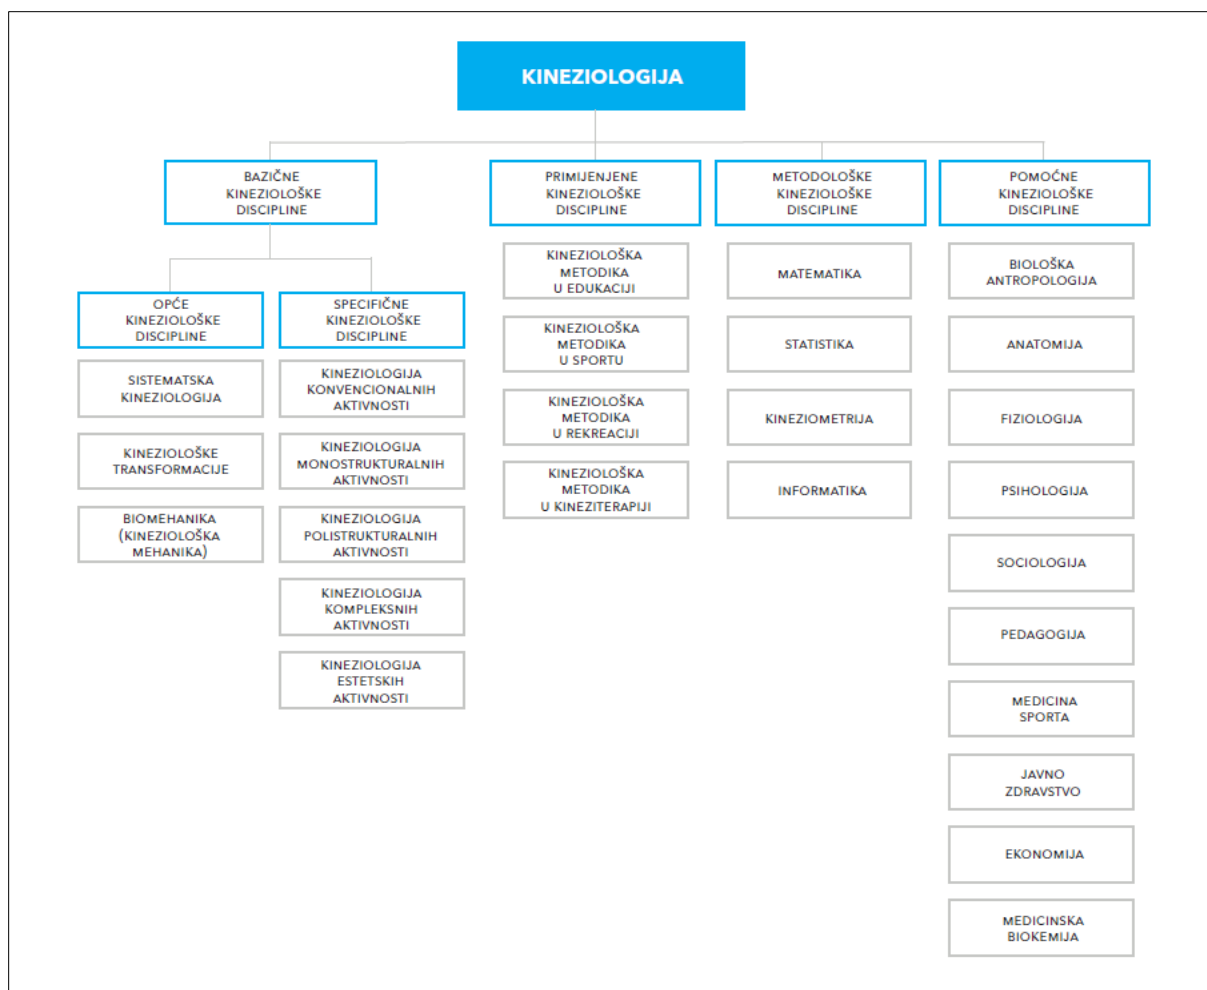 KINEZIOLOGIJA
BAZIČNE
KINEZIOLOŠKE
DISCIPLINE
OPĆE
KINEZIOLOŠKE
DISCIPLINE
SISTEMATSKA
KINEZIOLOGIJA
KINEZIOLOŠKE
TRANSFORMACIJE
BIOMEHANIKA
(KINEZIOLOŠKA
MEHANIKA)
SPECIFIČNE
KINEZIOLOŠKE
DISCIPLINE
KINEZIOLOGIJA
KONVENCIONALNIH
AKTIVNOSTI
KINEZIOLOGIJA
MONOSTRUKTURALNIH
AKTIVNOSTI
KINEZIOLOGIJA
POLISTRUKTURALNIH
AKTIVNOSTI
KINEZIOLOGIJA
KOMPLEKSNIH
AKTIVNOSTI
KINEZIOLOGIJA
ESTETSKIH
AKTIVNOSTI
PRIMIJENJENE
KINEZIOLOŠKE
DISCIPLINE
KINEZIOLOŠKA
METODIKA
U EDUKACIJI
KINEZIOLOŠKA
METODIKA
U SPORTU
KINEZIOLOŠKA
METODIKA
U REKREACIJI
KINEZIOLOŠKA
METODIKA
U KINEZITERAPIJI
METODOLOŠKE
KINEZIOLOŠKE
DISCIPLINE
MATEMATIKA
STATISTIKA
KINEZIOMETRIJA
INFORMATIKA
POMOĆNE
KINEZIOLOŠKE
DISCIPLINE
BIOLOŠKA
ANTROPOLOGIJA
ANATOMIJA
FIZIOLOGIJA
PSIHOLOGIJA
SOCIOLOGIJA
PEDAGOGIJA
MEDICINA
SPORTA
JAVNO
ZDRAVSTVO
EKONOMIJA
MEDICINSKA
BIOKEMIJA